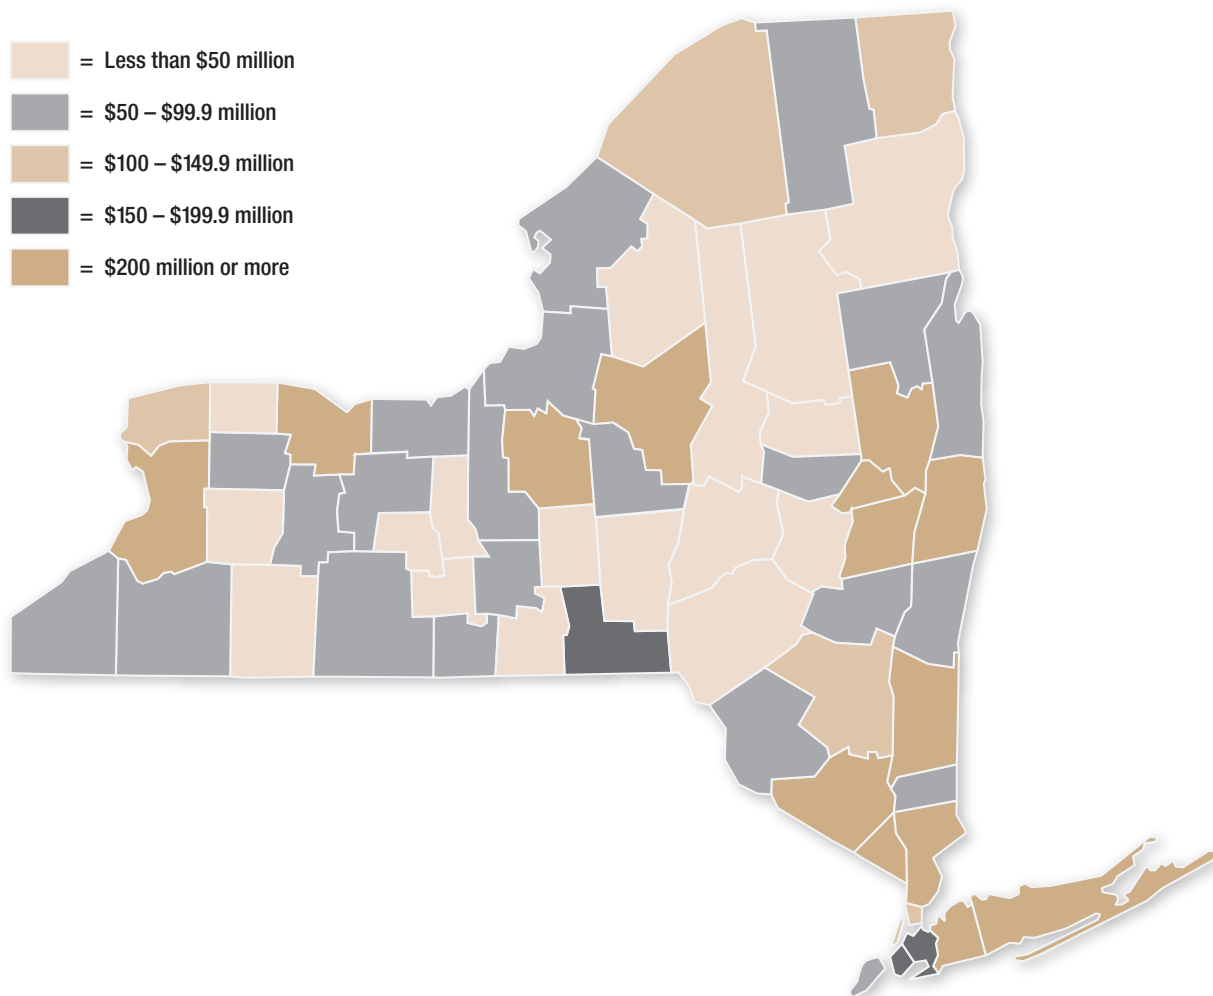 = Less than $50 million
= $50 – $99.9 million
= $100 – $149.9 million
= $150 – $199.9 million
= $200 million or more